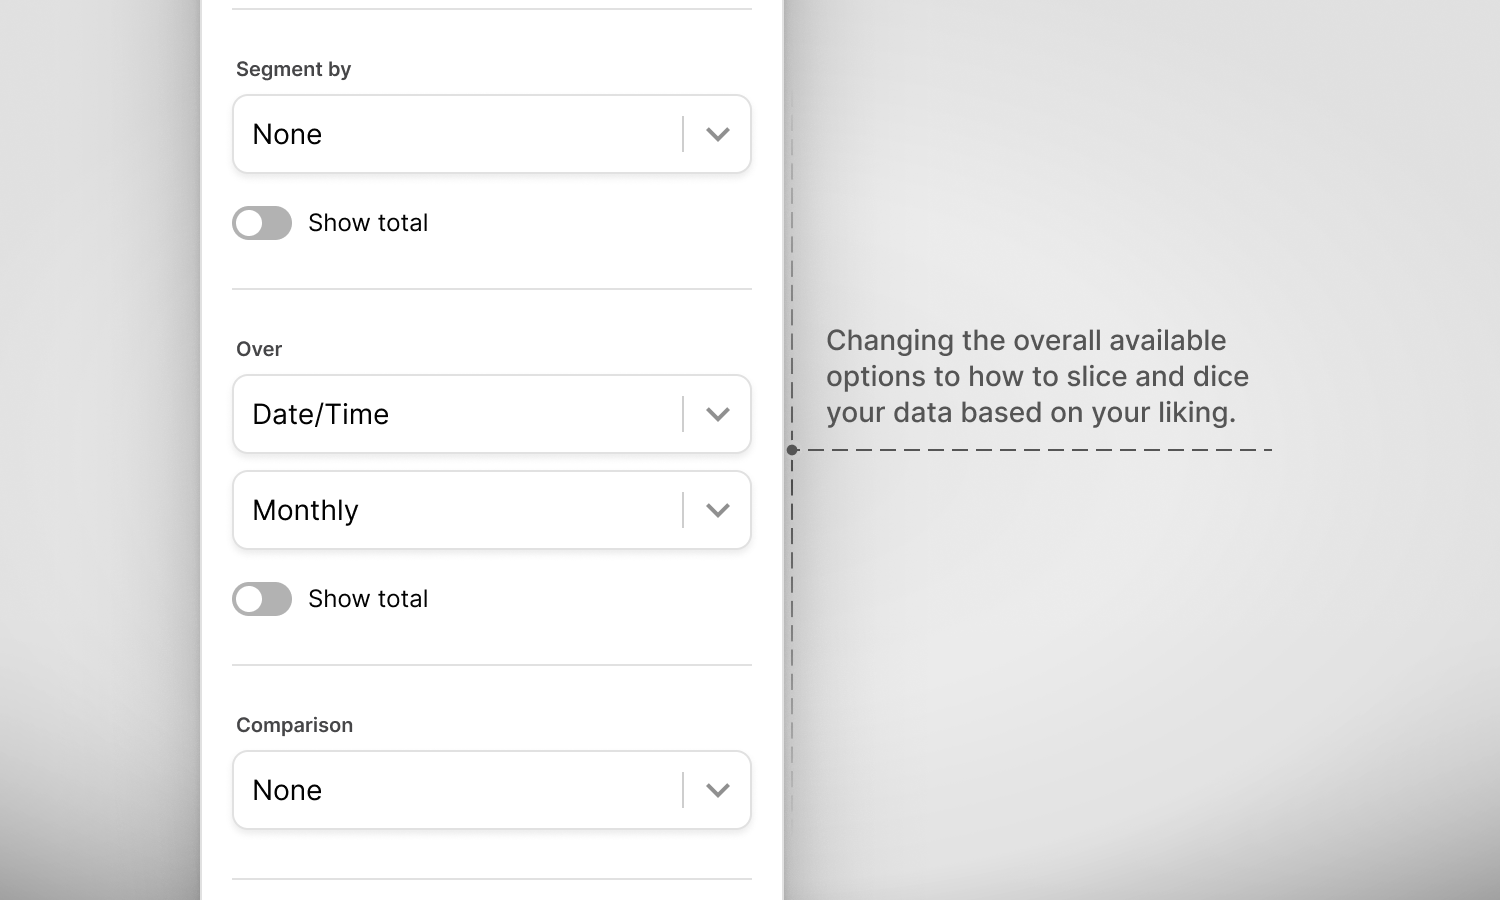 Segment by
None
Show total
Over
Date/Time
Monthly
Show total
Comparison
None
Changing the overall available
options to how to slice and dice
your data based on your liking.